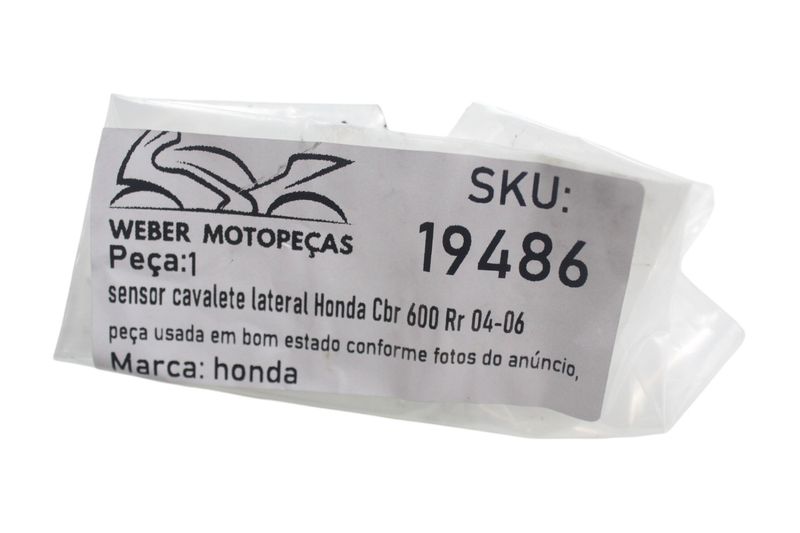 WEBER MOTOPEÇAS
SKU:
19486
Peça:1
sensor cavalete lateral Honda Cbr 600 Rr 04-06
peça usada em bom estado conforme fotos do anúncio,
Marca: honda